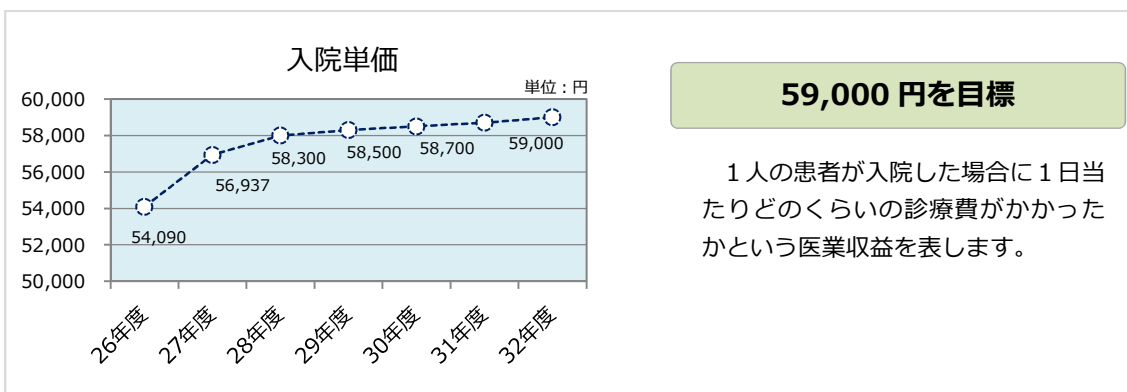 入院単価
単位：円
60,000
58,000
56,000
54,000
52,000
50,000
54,090
56,937
58,300
58,500
58,700
59,000
26年度
27年度
28年度
29年度
30年度
31年度
32年度
59,000 円を目標
１人の患者が入院した場合に１日当
たりどのくらいの診療費がかかった
かという医業収益を表します。